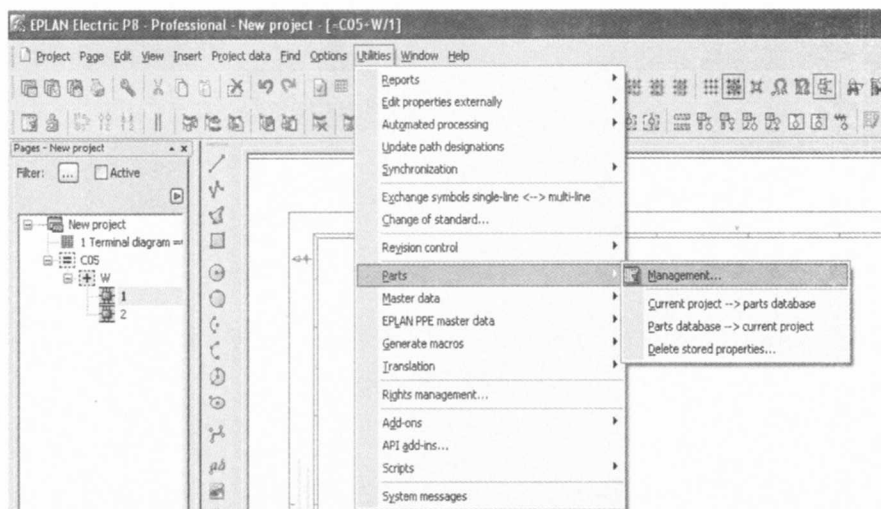 EPLAN Electric P8 - Professional - New project - [=C05+W/1]
Project Page Edit View Insert Project data Find Options Utilities Window Help
Pages - New project
Filter: ... Active
New project
1 Terminal diagram
C05
W
1
2
Reports
Edit properties externally
Automated processing
Update path designations
Synchronization
Exchange symbols single-line <--> multi-line
Change of standard...
Revision control
Parts
Master data
EPLAN PPE master data
Generate macros
Translation
Rights management...
Add-ons
API add-ins...
Scripts
System messages
Management...
Current project --> parts database
Parts database --> current project
Delete stored properties...